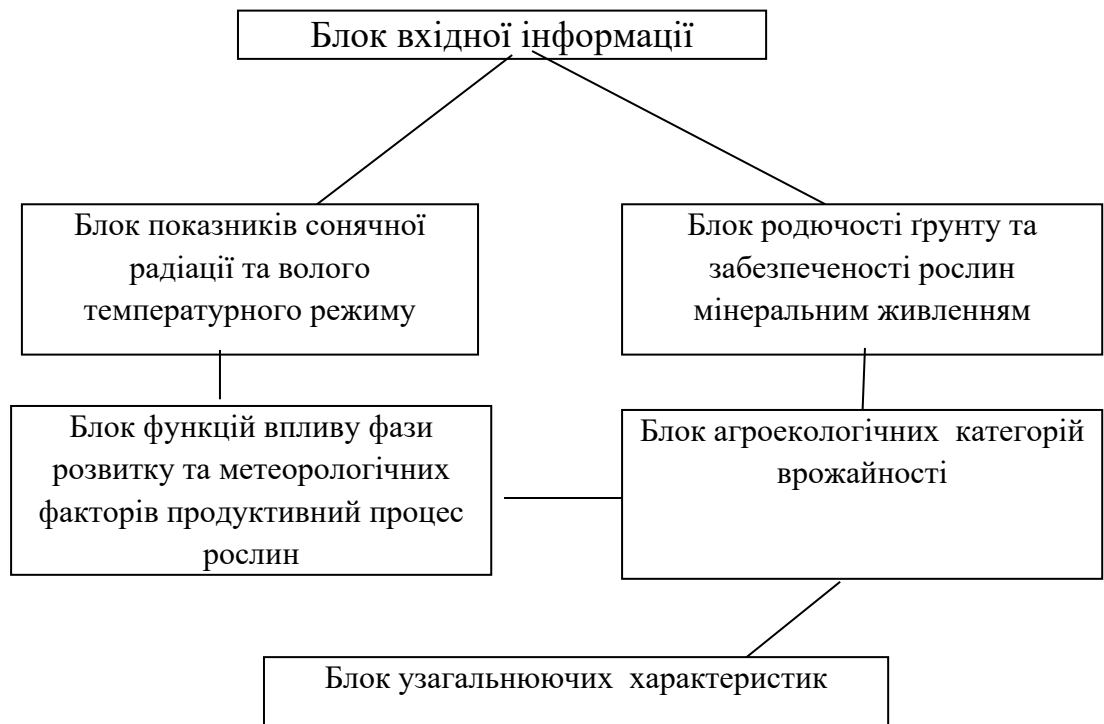 Блок вхідної інформації
Блок показників сонячної
радіації та волого
температурного режиму
Блок родючості ґрунту та
забезпеченості рослин
мінеральним живленням
Блок функцій впливу фази
розвитку та метеорологічних
факторів продуктивний процес
рослин
Блок агроекологічних  категорій
врожайності
Блок узагальнюючих  характеристик